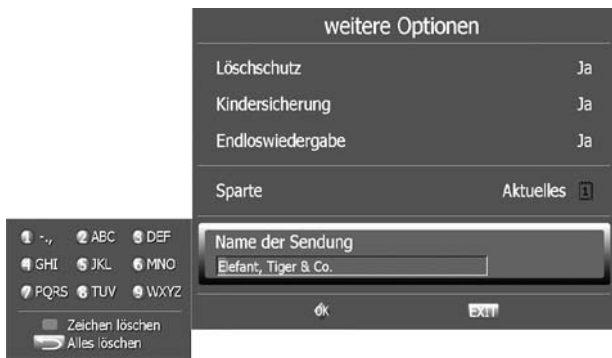 weitere Optionen
Löschschutz Ja
Kindersicherung Ja
Endloswiedergabe Ja
Sparte Aktuelles 1
Name der Sendung
Elefant, Tiger & Co.
OK EXIT
1 -., 2 ABC 3 DEF
4 GHI 5 JKL 6 MNO
7 PQRS 8 TUV 9 WXYZ
Zeichen löschen
Alles löschen